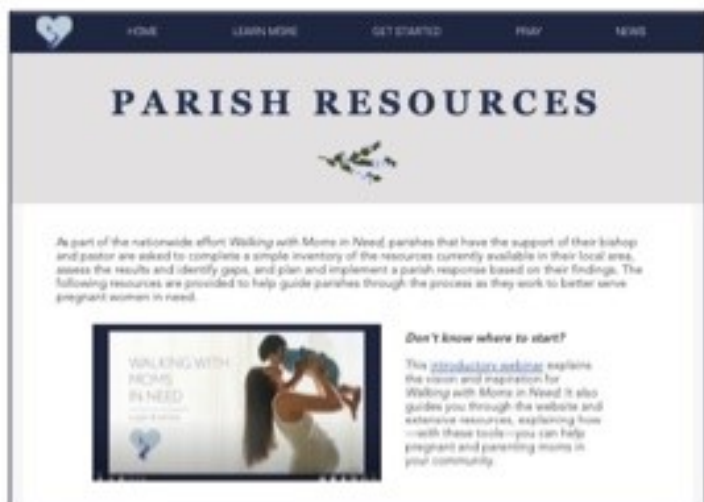 HOME LEARN MORE GET STARTED PRAY NEWS
PARISH RESOURCES
As part of the nationwide effort Walking with Moms in Need, parishes that have the support of their bishop
and pastor are asked to complete a simple inventory of the resources currently available in their local area,
assess the results and identify gaps, and plan and implement a parish response based on their findings. The
following resources are provided to help guide parishes through the process as they work to better serve
pregnant women in need.
WALKING WITH
MOMS
IN NEED
Don't know where to start?
This introductory webinar explains
the vision and inspiration for
Walking with Moms in Need. It also
guides you through the website and
extensive resources, explaining how
—with these tools—you can help
pregnant and parenting moms in
your community.